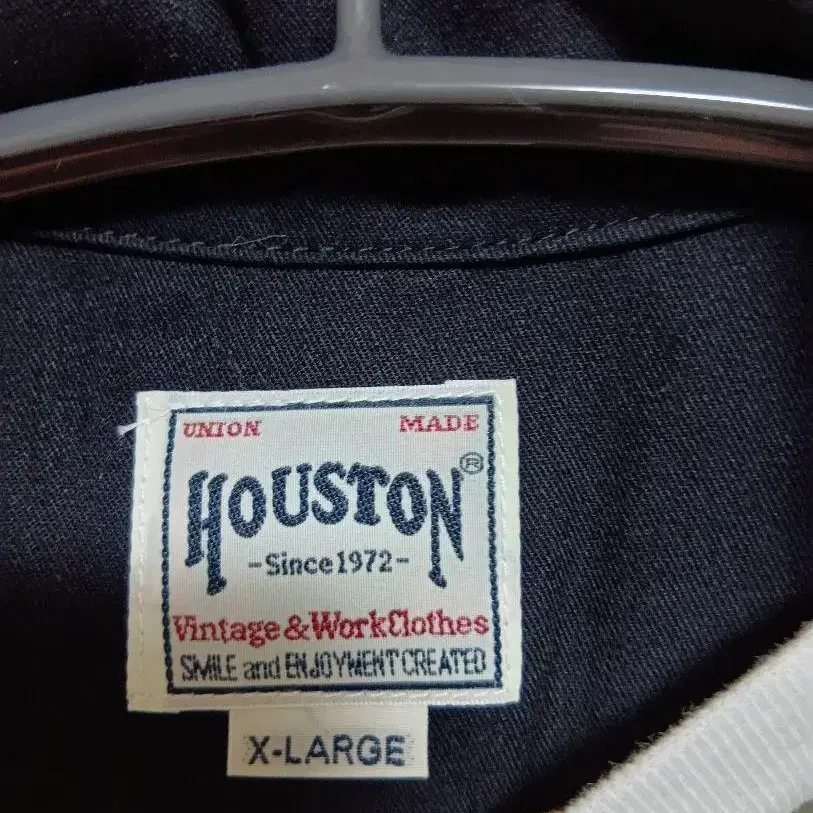 UNION MADE
HOUSTON®
-Since 1972-
Vintage & WorkClothes
SMILE and ENJOYMENT CREATED
X-LARGE